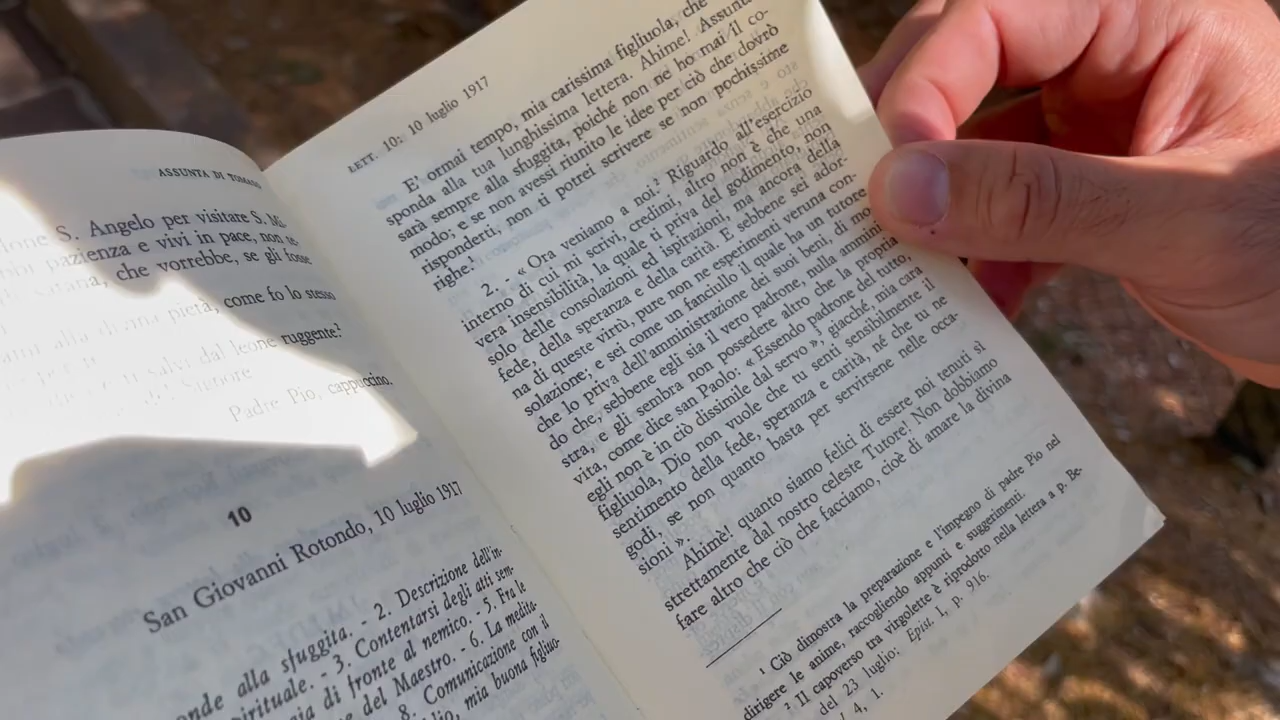 ASSUNTA DI TOMASO
S. Angelo per visitare S. Mi-
pazienza e vivi in pace, non te-
che vorrebbe, se gli fosse
pietà, come fo lo stesso
salvi dal leone ruggente?²
Padre Pio, cappuccino.
10
San Giovanni Rotondo, 10 luglio 1917
alla sfuggita. - 2. Descrizione dell'in-
- 3. Contentarsi degli atti sem-
di fronte al nemico. - 5. Fra le
del Maestro. - 6. La medita-
8. Comunicazione con il
mia buona figliuo-
LETT. 10: 10 luglio 1917
E' ormai tempo, mia carissima figliuola, che
sponda alla tua lunghissima lettera. Ahime! Assunta
sarà sempre alla sfuggita, poiché non ne ho mai il co-
modo; e se non avessi riunito le idee per ciò che dovrò
risponderti, non ti potrei scrivere se non pochissime
righe.¹
2. - « Ora veniamo a noi? Riguardo all'esercizio
interno di cui mi scrivi, credini, altro non è che una
vera insensibilità, la quale ti priva del godimento, non
solo delle consolazioni ed ispirazioni, ma ancora della
fede, della speranza e della carità. E sebbene sei ador-
na di queste virtù, pure non ne esperimenti veruna con-
solazione; e sei come un fanciullo il quale ha un tutore
che lo priva dell'amministrazione dei suoi beni, di mo-
do che, sebbene egli sia il vero padrone, nulla ammini-
stra, e gli sembra non possedere altro che la propria
vita, come dice san Paolo: « Essendo padrone del tutto,
egli non è in ciò dissimile dal servo », giacché, mia cara
figliuola, Dio non vuole che tu senti sensibilmente il
sentimento della fede, speranza e carità, né che tu ne
godi, se non quanto basta per servirsene nelle occa-
sioni ».²
Ahimè! quanto siamo felici di essere noi tenuti sì
strettamente dal nostro celeste Tutore! Non dobbiamo
fare altro che ciò che facciamo, cioè di amare la divina
¹ Ciò dimostra la preparazione e l'impegno di padre Pio nel
dirigere le anime, raccogliendo appunti e suggerimenti.
² Il capoverso tra virgolette è riprodotto nella lettera a p. Be-
del 23 luglio: Epist. I, p. 916.
4, 1.